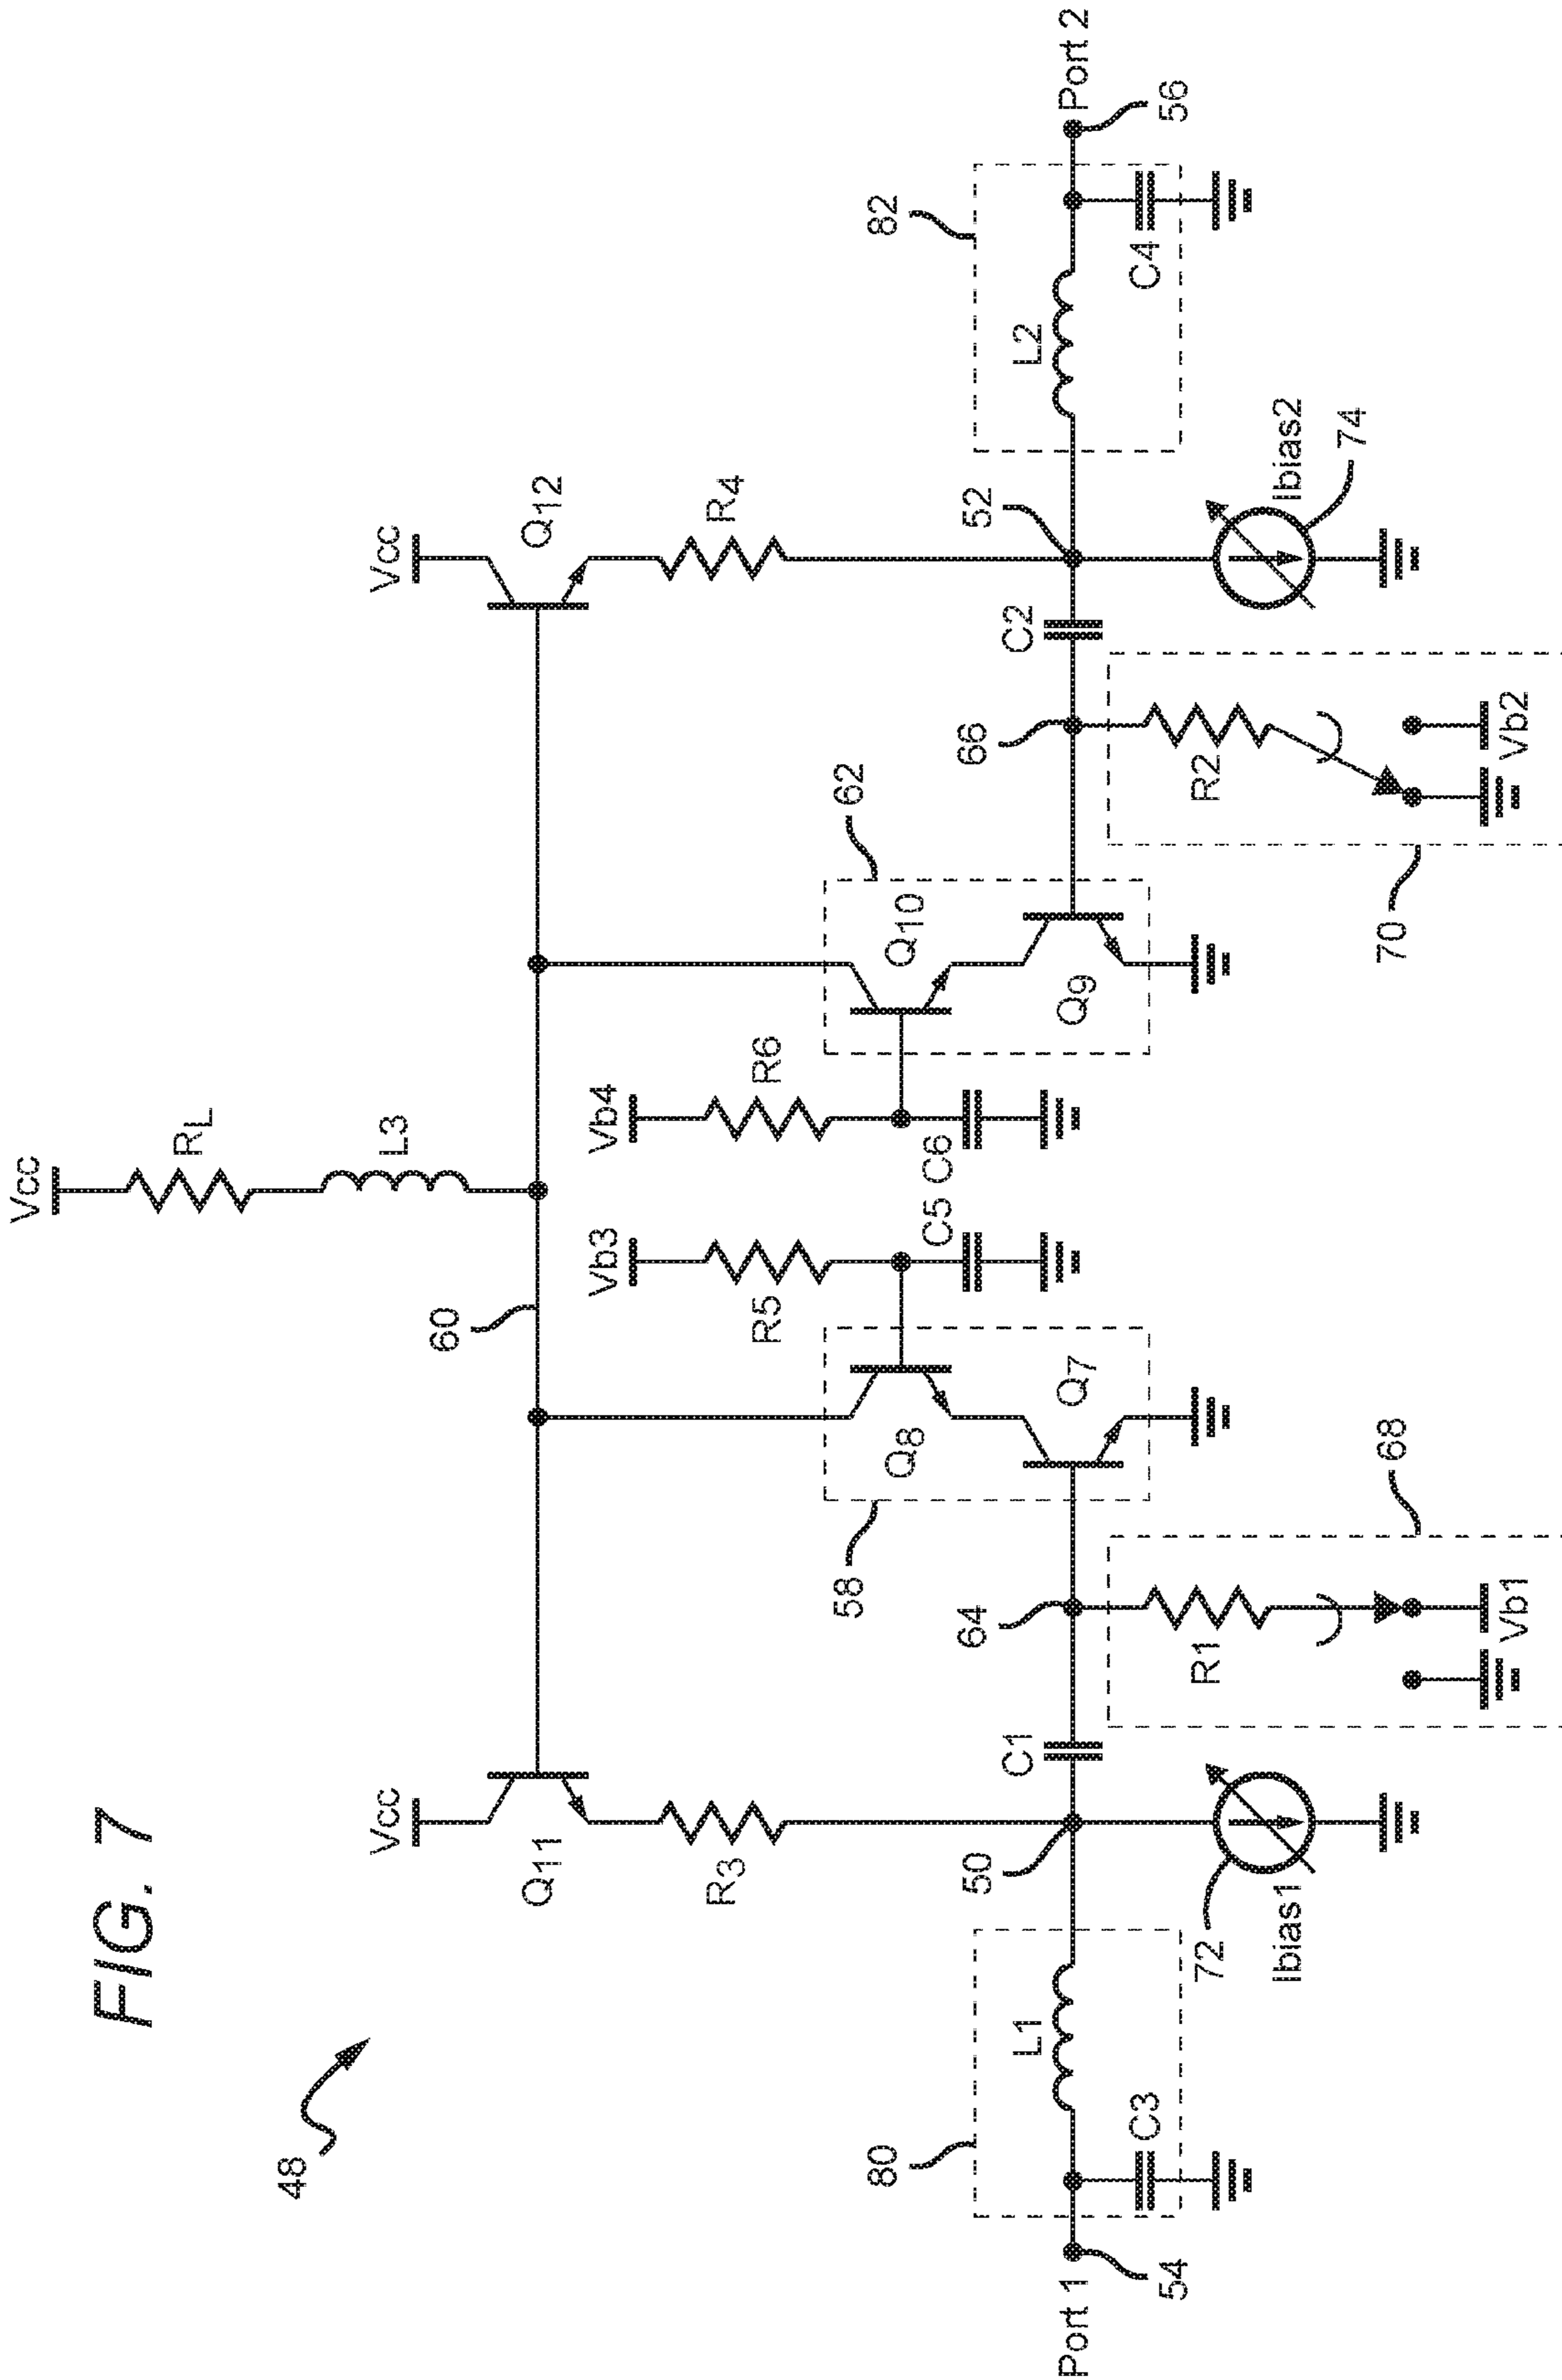 FIG. 7
48
Vcc
RL
L3
60
Vcc
Q11
R3
Vcc
Q12
R4
Vb3
R5
C5
Vb4
R6
C6
58
Q8
Q7
62
Q10
Q9
80
L1
C3
Port 1
54
50
C1
64
66
C2
52
82
L2
C4
Port 2
56
72
Ibias1
R1
Vb1
68
R2
Vb2
70
Ibias2
74